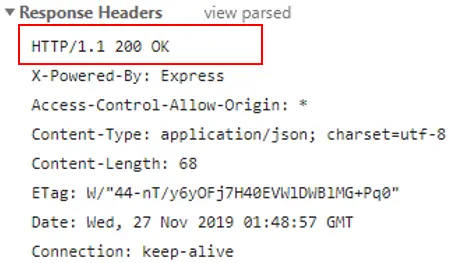 Response Headers view parsed
HTTP/1.1 200 OK
X-Powered-By: Express
Access-Control-Allow-Origin: *
Content-Type: application/json; charset=utf-8
Content-Length: 68
ETag: W/"44-nT/y6yOFj7H40EVWlDWBlMG+Pq0"
Date: Wed, 27 Nov 2019 01:48:57 GMT
Connection: keep-alive